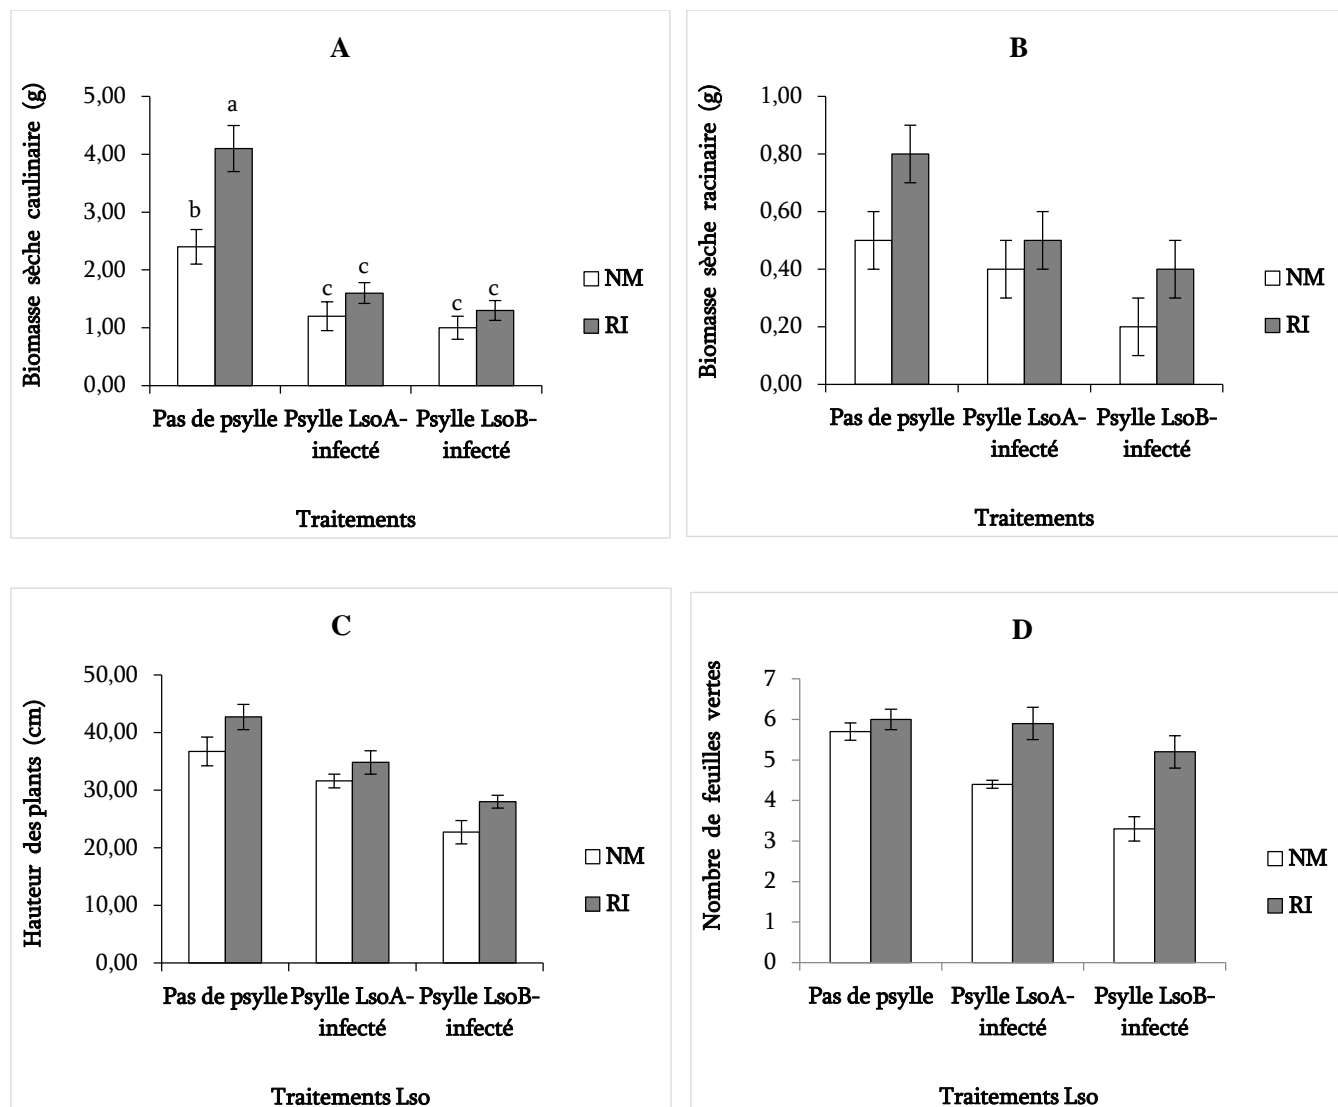 A
Biomasse sèche caulinaire (g)
5,00
4,00
3,00
2,00
1,00
0,00
a
b
c
c
c
c
NM
RI
Pas de psylle
Psylle LsoA-
infecté
Psylle LsoB-
infecté
Traitements
B
Biomasse sèche racinaire (g)
1,00
0,80
0,60
0,40
0,20
0,00
NM
RI
Pas de psylle
Psylle LsoA-
infecté
Psylle LsoB-
infecté
Traitements
C
Hauteur des plants (cm)
50,00
40,00
30,00
20,00
10,00
0,00
NM
RI
Pas de psylle
Psylle LsoA-
infecté
Psylle LsoB-
infecté
Traitements Lso
D
Nombre de feuilles vertes
7
6
5
4
3
2
1
0
NM
RI
Pas de psylle
Psylle LsoA-
infecté
Psylle LsoB-
infecté
Traitements Lso